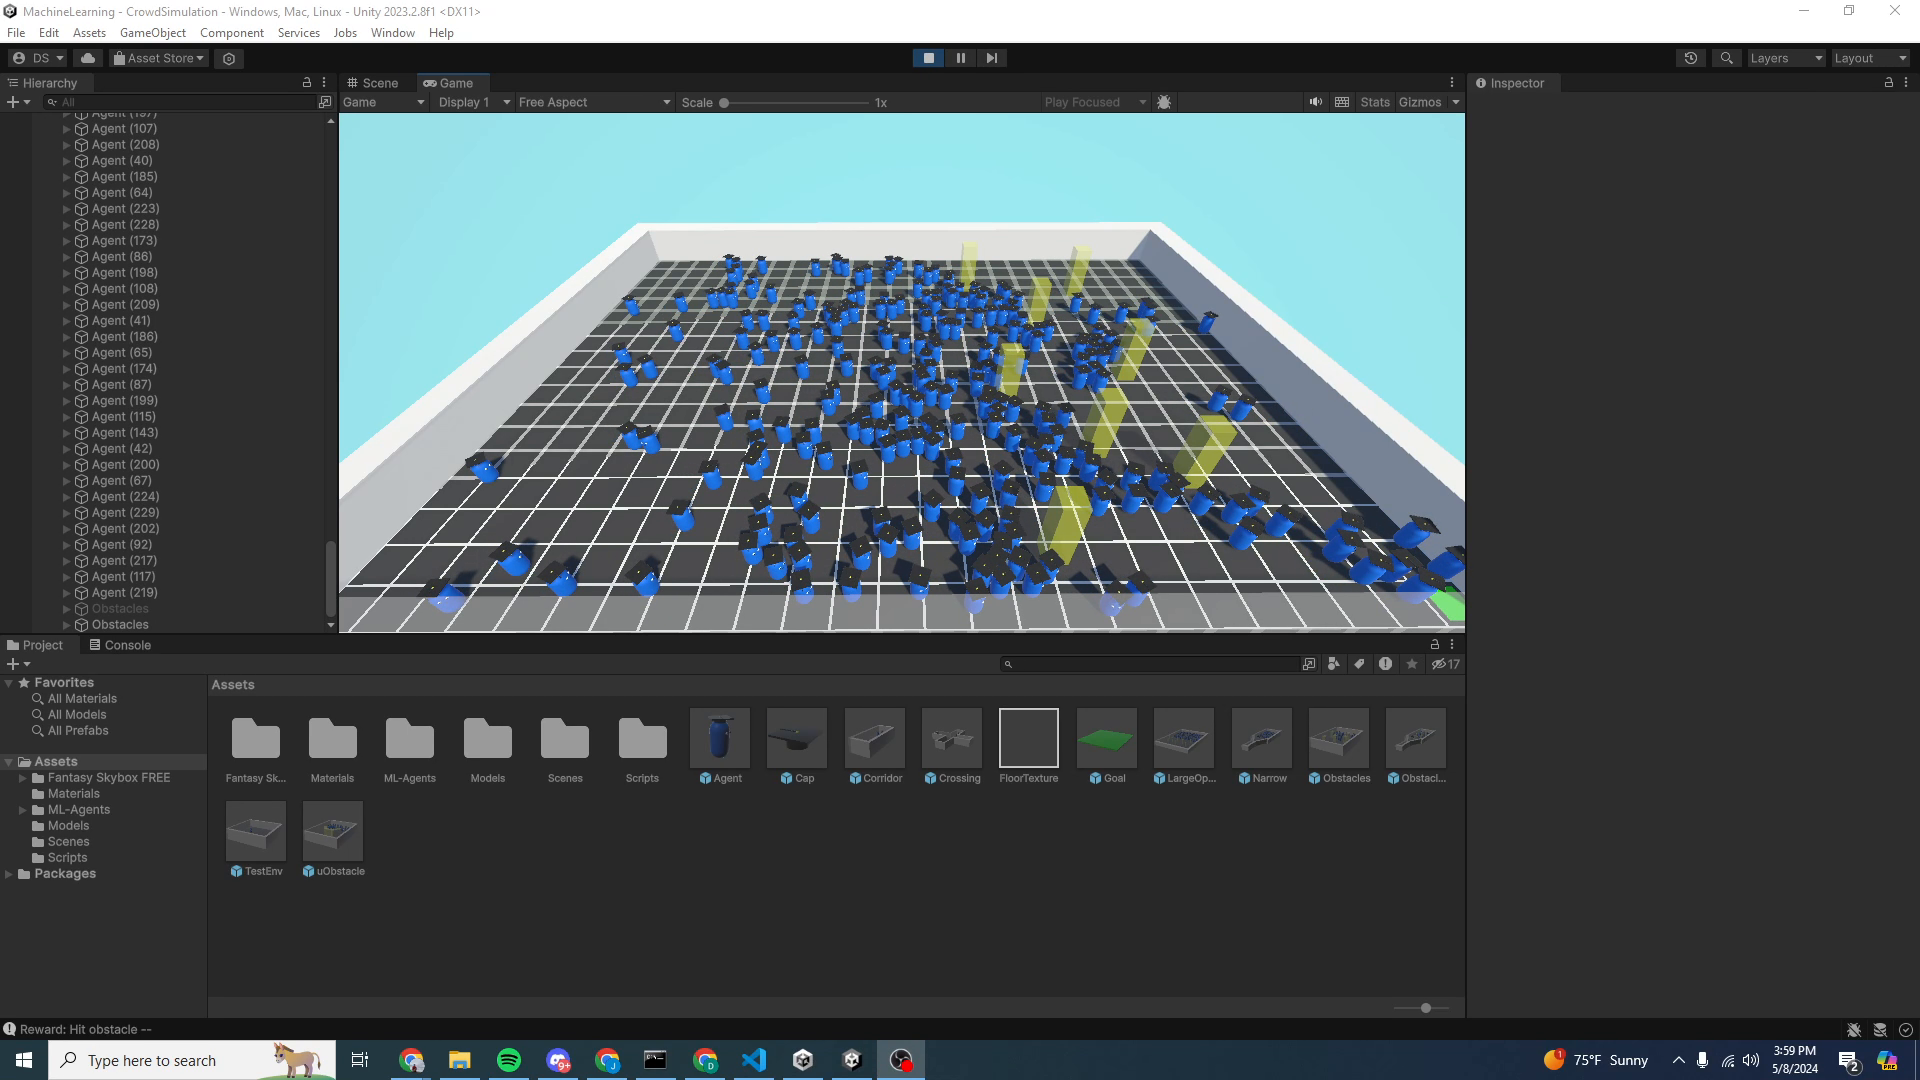 MachineLearning - CrowdSimulation - Windows, Mac, Linux - Unity 2023.2.8f1 <DX11>
File Edit Assets GameObject Component Services Jobs Window Help
DS Asset Store Layers Layout
Hierarchy Scene Game Inspector
All Game Display 1 Free Aspect Scale 1x Play Focused Stats Gizmos
Agent (197)
Agent (107)
Agent (208)
Agent (40)
Agent (185)
Agent (64)
Agent (223)
Agent (228)
Agent (173)
Agent (86)
Agent (198)
Agent (108)
Agent (209)
Agent (41)
Agent (186)
Agent (65)
Agent (174)
Agent (87)
Agent (199)
Agent (115)
Agent (143)
Agent (42)
Agent (200)
Agent (67)
Agent (224)
Agent (229)
Agent (202)
Agent (92)
Agent (217)
Agent (117)
Agent (219)
Obstacles
Obstacles
Project Console
17
Favorites
All Materials
All Models
All Prefabs
Assets
Fantasy Skybox FREE
Materials
ML-Agents
Models
Scenes
Scripts
Packages
Assets
Fantasy Sk... Materials ML-Agents Models Scenes Scripts Agent Cap Corridor Crossing FloorTexture Goal LargeOp... Narrow Obstacles Obstacl...
TestEnv uObstacle
Reward: Hit obstacle --
Type here to search
9+
J
D
1
75°F Sunny
3:59 PM
5/8/2024
2
PRE